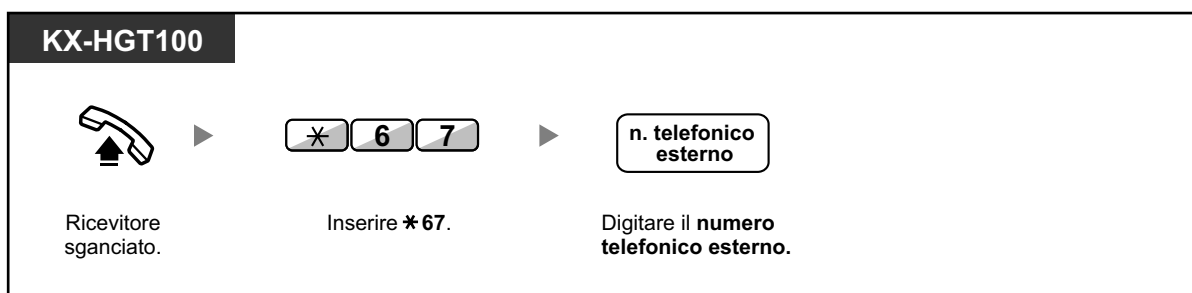 KX-HGT100
* 6 7
n. telefonico
esterno
Ricevitore
sganciato.
Inserire *67.
Digitare il numero
telefonico esterno.